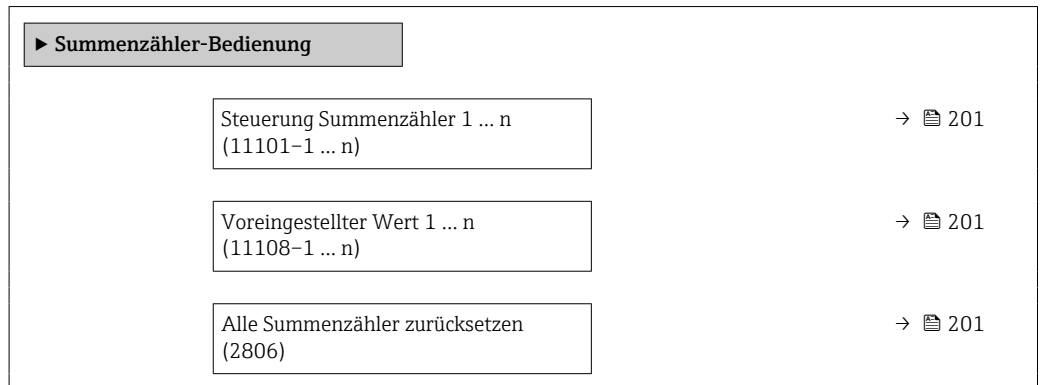 ▶ Summenzähler-Bedienung
Steuerung Summenzähler 1 … n
(11101–1 … n)
→ 201
Voreingestellter Wert 1 … n
(11108–1 … n)
→ 201
Alle Summenzähler zurücksetzen
(2806)
→ 201